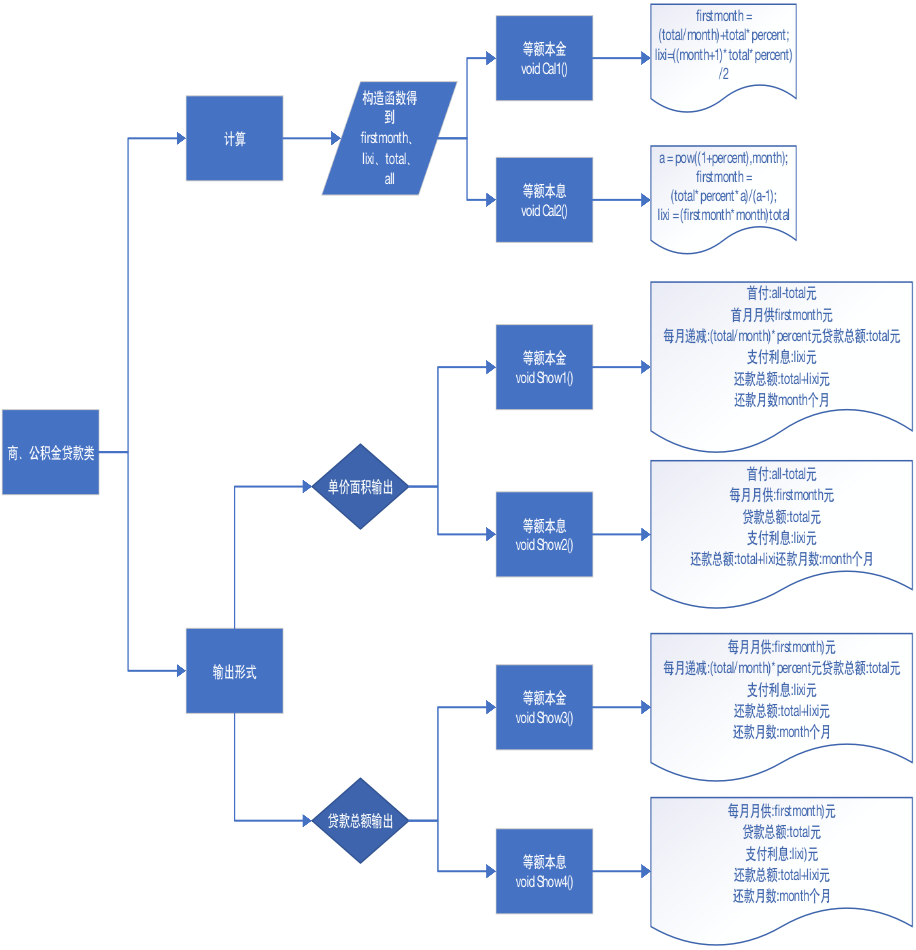 商、公积金贷款类
计算
构造函数得
到
firstmonth、
lixi、total、
all
等额本金
void Cal1()
firstmonth =
(total/month)+total*percent;
lixi=((month+1)*total*percent)
/2
等额本息
void Cal2()
a = pow((1+percent),month);
firstmonth =
(total*percent*a)/(a-1);
lixi =(firstmonth*month)total
输出形式
单价面积输出
等额本金
void Show1()
首付:all-total元
首月月供firstmonth元
每月递减:(total/month)*percent元贷款总额:total元
支付利息:lixi元
还款总额:total+lixi元
还款月数month个月
等额本息
void Show2()
首付:all-total元
每月月供:firstmonth元
贷款总额:total元
支付利息:lixi元
还款总额:total+lixi还款月数:month个月
贷款总额输出
等额本金
void Show3()
每月月供:firstmonth)元
每月递减:(total/month)*percent元贷款总额:total元
支付利息:lixi元
还款总额:total+lixi元
还款月数:month个月
等额本息
void Show4()
每月月供:firstmonth)元
贷款总额:total元
支付利息:lixi)元
还款总额:total+lixi元
还款月数:month个月